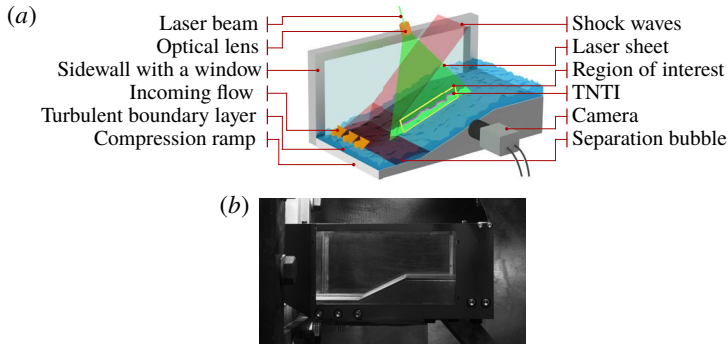 (a)
Laser beam
Optical lens
Sidewall with a window
Incoming flow
Turbulent boundary layer
Compression ramp
Shock waves
Laser sheet
Region of interest
TNTI
Camera
Separation bubble
(b)